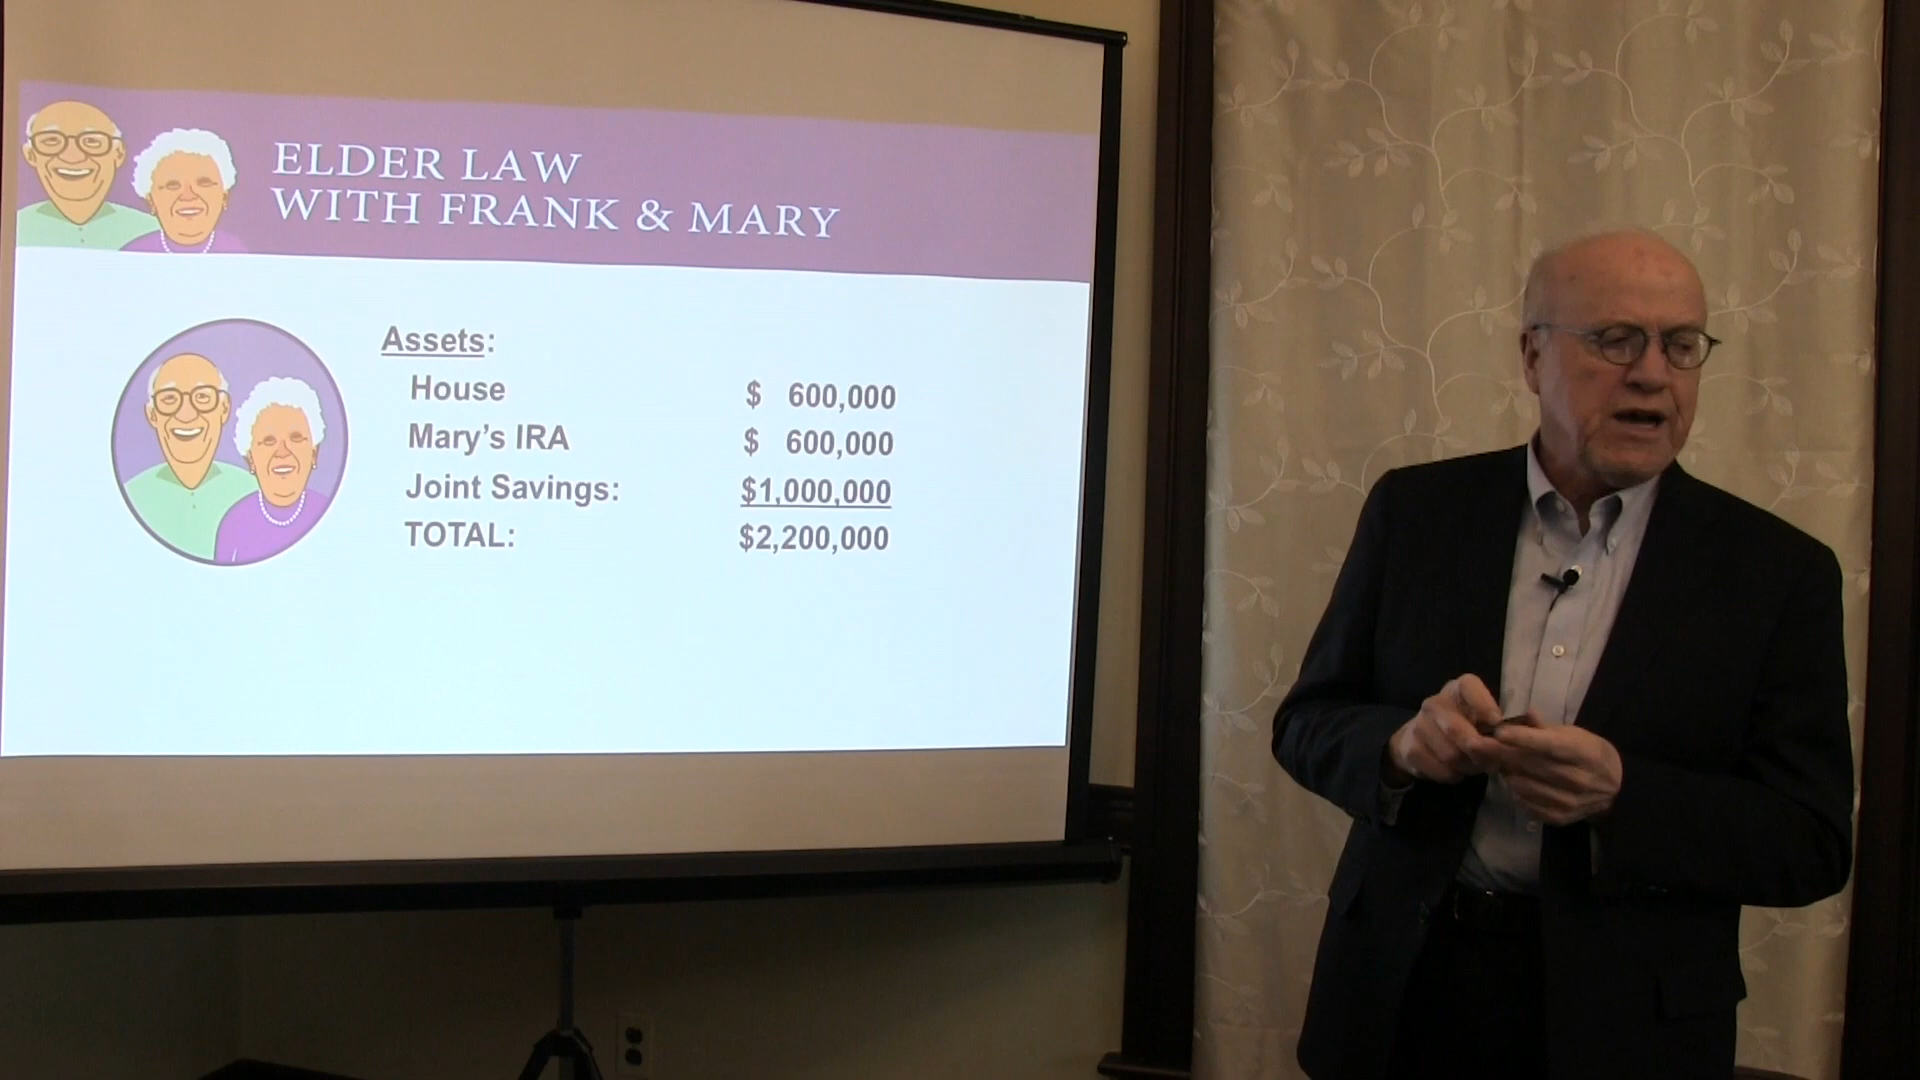 ELDER LAW
WITH FRANK & MARY
Assets:
House $ 600,000
Mary's IRA $ 600,000
Joint Savings: $1,000,000
TOTAL: $2,200,000